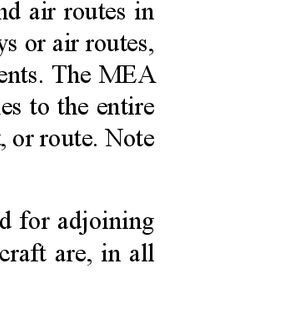 nd air routes in
ys or air routes,
ents. The MEA
es to the entire
, or route. Note
d for adjoining
craft are, in all